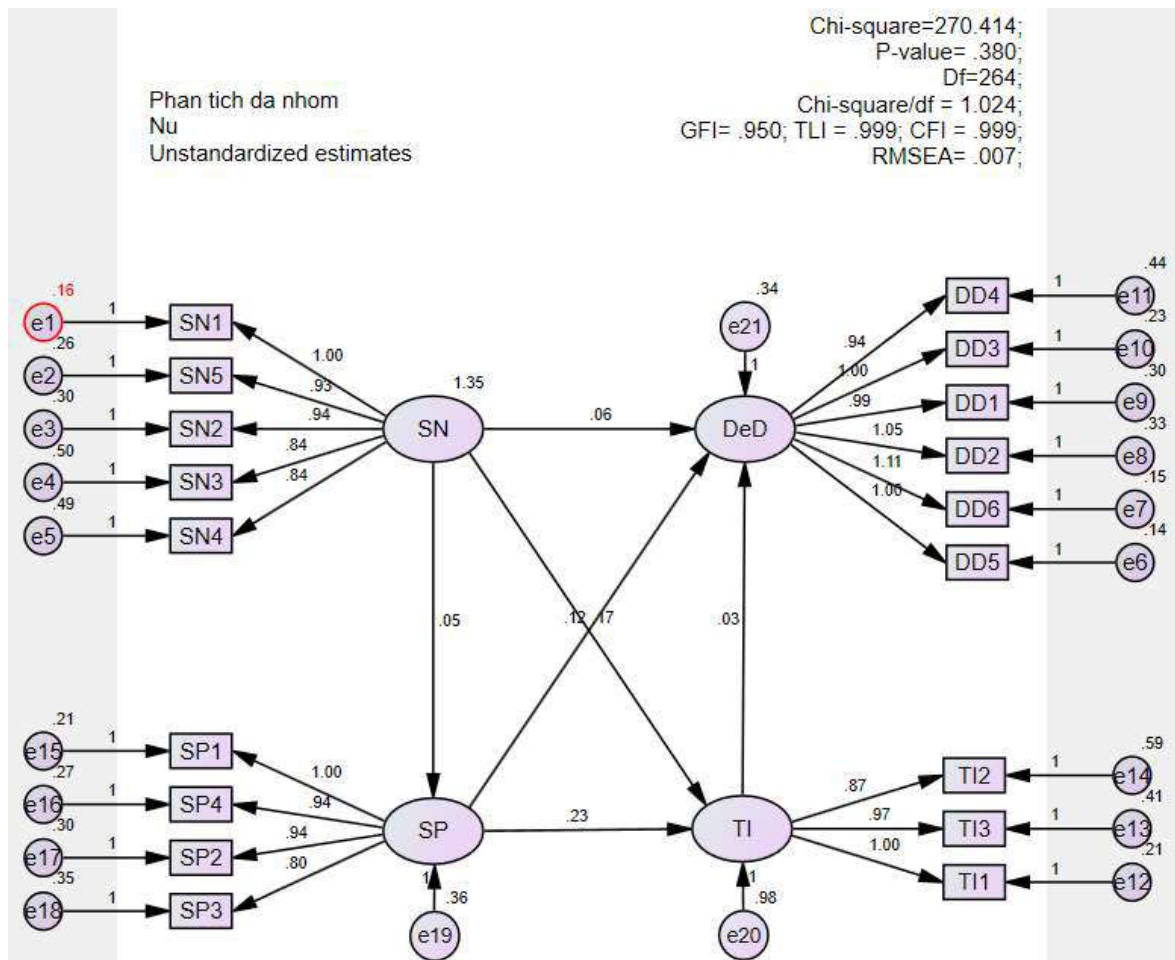 Chi-square=270.414;
P-value= .380;
Df=264;
Chi-square/df = 1.024;
GFI= .950; TLI = .999; CFI = .999;
RMSEA= .007;
Phan tich da nhom
Nu
Unstandardized estimates
.16
e1
1
SN1
1.00
.26
e2
1
SN5
.93
.30
e3
1
SN2
.94
.50
e4
1
SN3
.84
.49
e5
1
SN4
.84
1.35
SN
.06
.34
e21
1
DeD
.94
DD4
1
e11
.44
1.00
DD3
1
e10
.23
.99
DD1
1
e9
.30
1.05
DD2
1
e8
.33
1.11
DD6
1
e7
.15
1.00
DD5
1
e6
.14
.05
.12
.17
.03
.21
e15
1
SP1
1.00
.27
e16
1
SP4
.94
.30
e17
1
SP2
.94
.35
e18
1
SP3
.80
SP
.23
TI
.87
TI2
1
e14
.59
.97
TI3
1
e13
.41
1.00
TI1
1
e12
.21
1
.36
e19
1
.98
e20